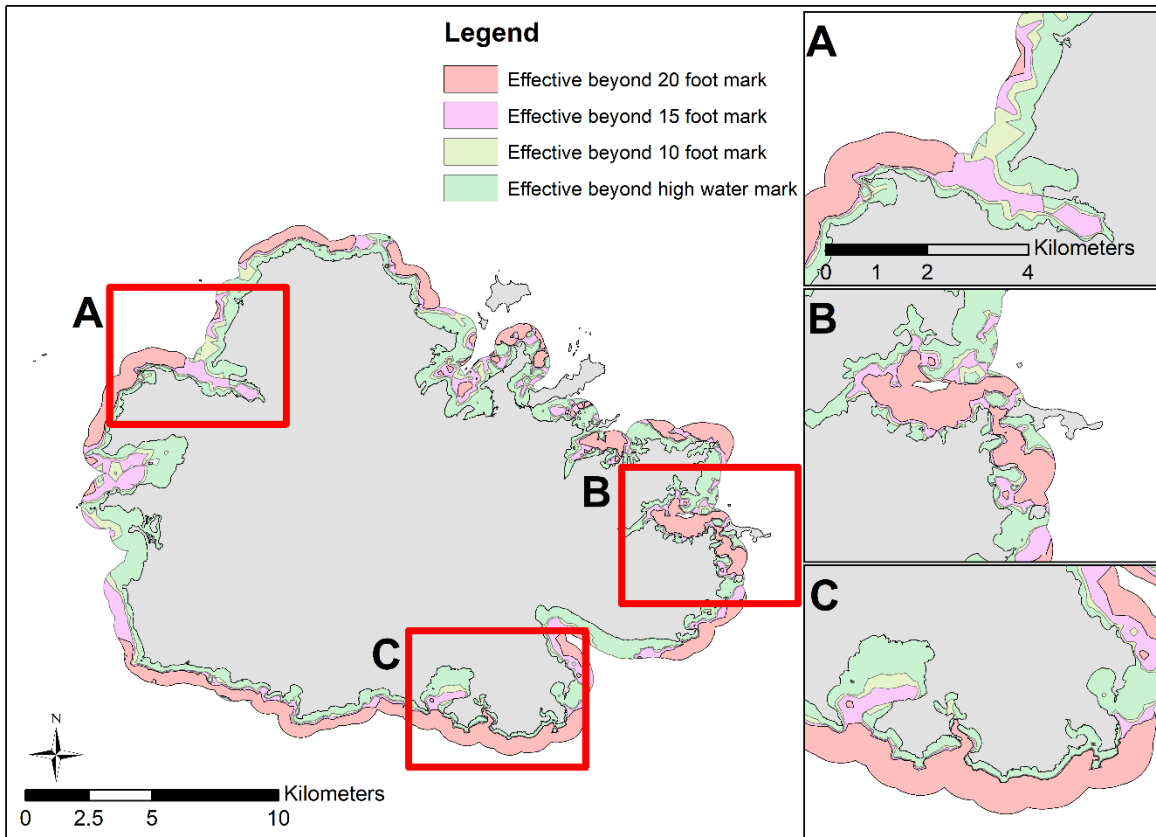 Legend
Effective beyond 20 foot mark
Effective beyond 15 foot mark
Effective beyond 10 foot mark
Effective beyond high water mark
A
B
C
N
Kilometers
0 2.5 5 10
A
Kilometers
0 1 2 4
B
C